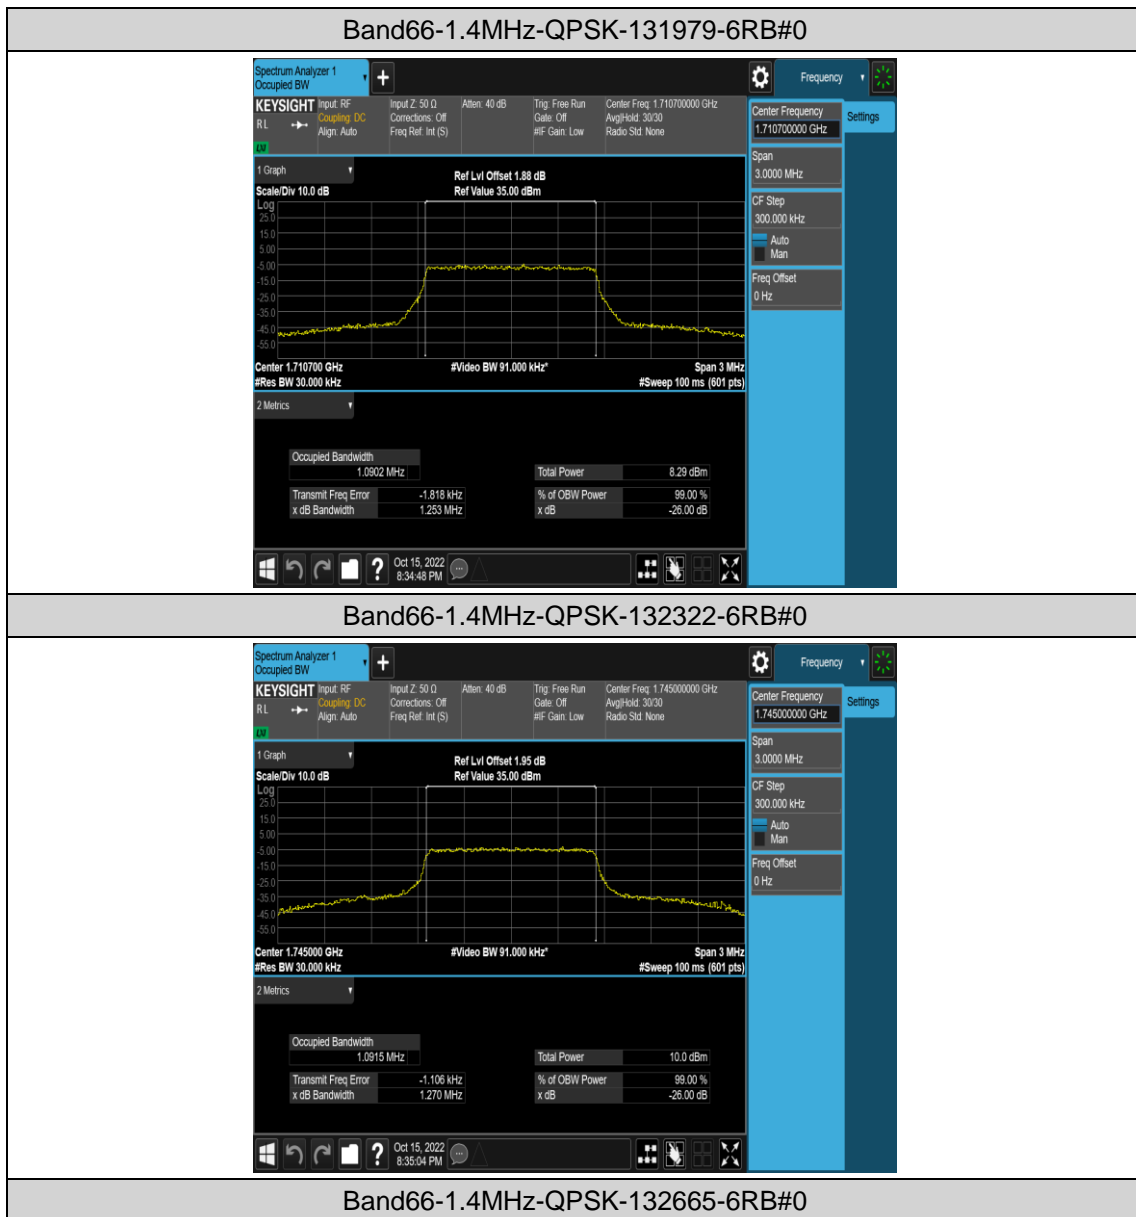 Band66-1.4MHz-QPSK-131979-6RB#0
Spectrum Analyzer 1
Occupied BW
+
Frequency
KEYSIGHT Input: RF Input Z: 50 Ω Atten: 40 dB Trig: Free Run Center Freq: 1.710700000 GHz
RL Coupling: DC Corrections: Off Gate: Off Avg|Hold: 30/30
Align: Auto Freq Ref: Int (S) #IF Gain: Low Radio Std: None
LXI
Center Frequency
1.710700000 GHz
Settings
Span
3.0000 MHz
CF Step
300.000 kHz
Auto
Man
Freq Offset
0 Hz
1 Graph
Ref Lvl Offset 1.88 dB
Scale/Div 10.0 dB Ref Value 35.00 dBm
Log
25.0
15.0
5.00
-5.00
-15.0
-25.0
-35.0
-45.0
-55.0
Center 1.710700 GHz #Video BW 91.000 kHz* Span 3 MHz
#Res BW 30.000 kHz #Sweep 100 ms (601 pts)
2 Metrics
Occupied Bandwidth
1.0902 MHz Total Power 8.29 dBm
Transmit Freq Error -1.818 kHz % of OBW Power 99.00 %
x dB Bandwidth 1.253 MHz x dB -26.00 dB
? Oct 15, 2022
8:34:48 PM
Band66-1.4MHz-QPSK-132322-6RB#0
Spectrum Analyzer 1
Occupied BW
+
Frequency
KEYSIGHT Input: RF Input Z: 50 Ω Atten: 40 dB Trig: Free Run Center Freq: 1.745000000 GHz
RL Coupling: DC Corrections: Off Gate: Off Avg|Hold: 30/30
Align: Auto Freq Ref: Int (S) #IF Gain: Low Radio Std: None
LXI
Center Frequency
1.745000000 GHz
Settings
Span
3.0000 MHz
CF Step
300.000 kHz
Auto
Man
Freq Offset
0 Hz
1 Graph
Ref Lvl Offset 1.95 dB
Scale/Div 10.0 dB Ref Value 35.00 dBm
Log
25.0
15.0
5.00
-5.00
-15.0
-25.0
-35.0
-45.0
-55.0
Center 1.745000 GHz #Video BW 91.000 kHz* Span 3 MHz
#Res BW 30.000 kHz #Sweep 100 ms (601 pts)
2 Metrics
Occupied Bandwidth
1.0915 MHz Total Power 10.0 dBm
Transmit Freq Error -1.106 kHz % of OBW Power 99.00 %
x dB Bandwidth 1.270 MHz x dB -26.00 dB
? Oct 15, 2022
8:35:04 PM
Band66-1.4MHz-QPSK-132665-6RB#0